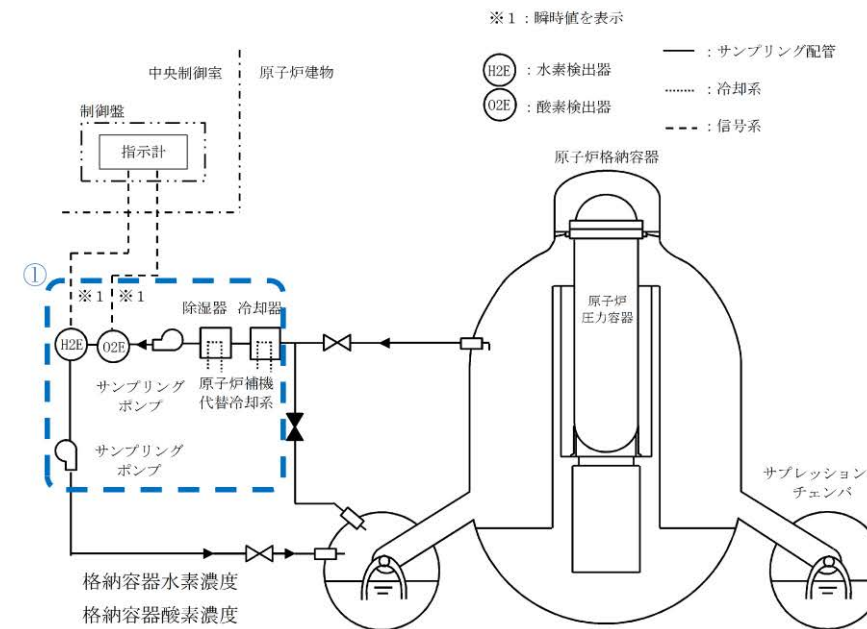 ※１：瞬時値を表示
H2E：水素検出器
O2E：酸素検出器
：サンプリング配管
：冷却系
：信号系
中央制御室
原子炉建物
制御盤
指示計
原子炉格納容器
①
※１
※１
除湿器
冷却器
原子炉
圧力容器
H2E
O2E
サンプリング
ポンプ
原子炉補機
代替冷却系
サンプリング
ポンプ
サプレッション
チェンバ
格納容器水素濃度
格納容器酸素濃度